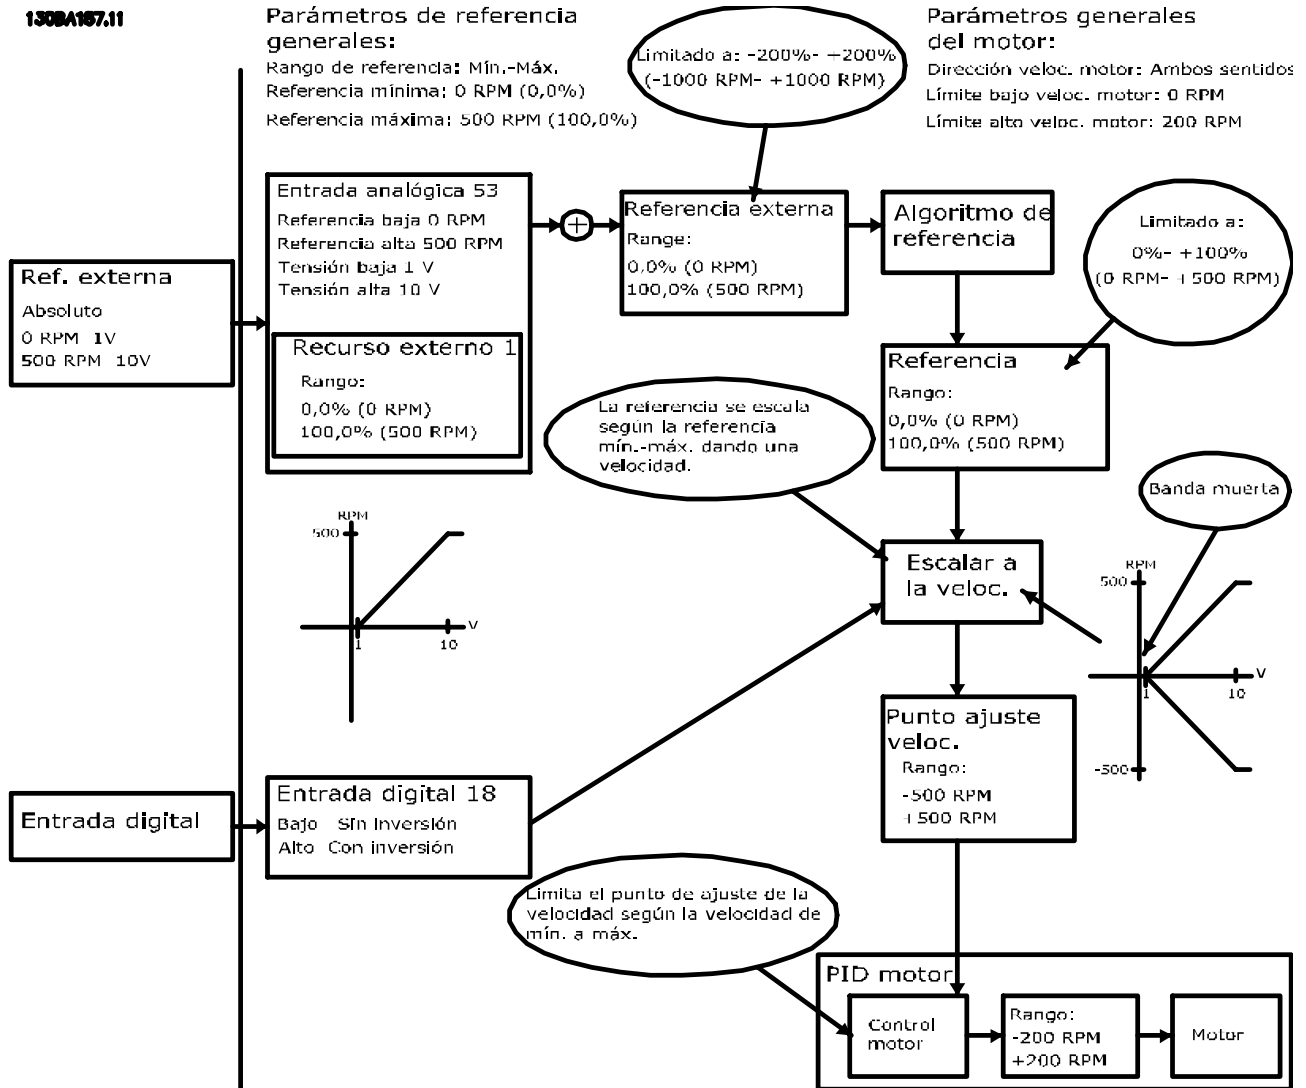 130BA187.11
Parámetros de referencia
generales:
Rango de referencia: Mín.-Máx.
Referencia mínima: 0 RPM (0,0%)
Referencia máxima: 500 RPM (100,0%)
Limitado a: -200%- +200%
(-1000 RPM- +1000 RPM)
Parámetros generales
del motor:
Dirección veloc. motor: Ambos sentidos
Límite bajo veloc. motor: 0 RPM
Límite alto veloc. motor: 200 RPM
Ref. externa
Absoluto
0 RPM 1V
500 RPM 10V
Entrada analógica 53
Referencia baja 0 RPM
Referencia alta 500 RPM
Tensión baja 1 V
Tensión alta 10 V
Recurso externo 1
Rango:
0,0% (0 RPM)
100,0% (500 RPM)
+
Referencia externa
Range:
0,0% (0 RPM)
100,0% (500 RPM)
Algoritmo de
referencia
Limitado a:
0%- +100%
(0 RPM- +500 RPM)
Referencia
Rango:
0,0% (0 RPM)
100,0% (500 RPM)
La referencia se escala
según la referencia
mín.-máx. dando una
velocidad.
Banda muerta
RPM
500
1
10
V
Escalar a
la veloc.
RPM
500
1
10
V
-500
Punto ajuste
veloc.
Rango:
-500 RPM
+500 RPM
Entrada digital
Entrada digital 18
Bajo Sin inversión
Alto Con inversión
Limita el punto de ajuste de la
velocidad según la velocidad de
mín. a máx.
PID motor
Control
motor
Rango:
-200 RPM
+200 RPM
Motor